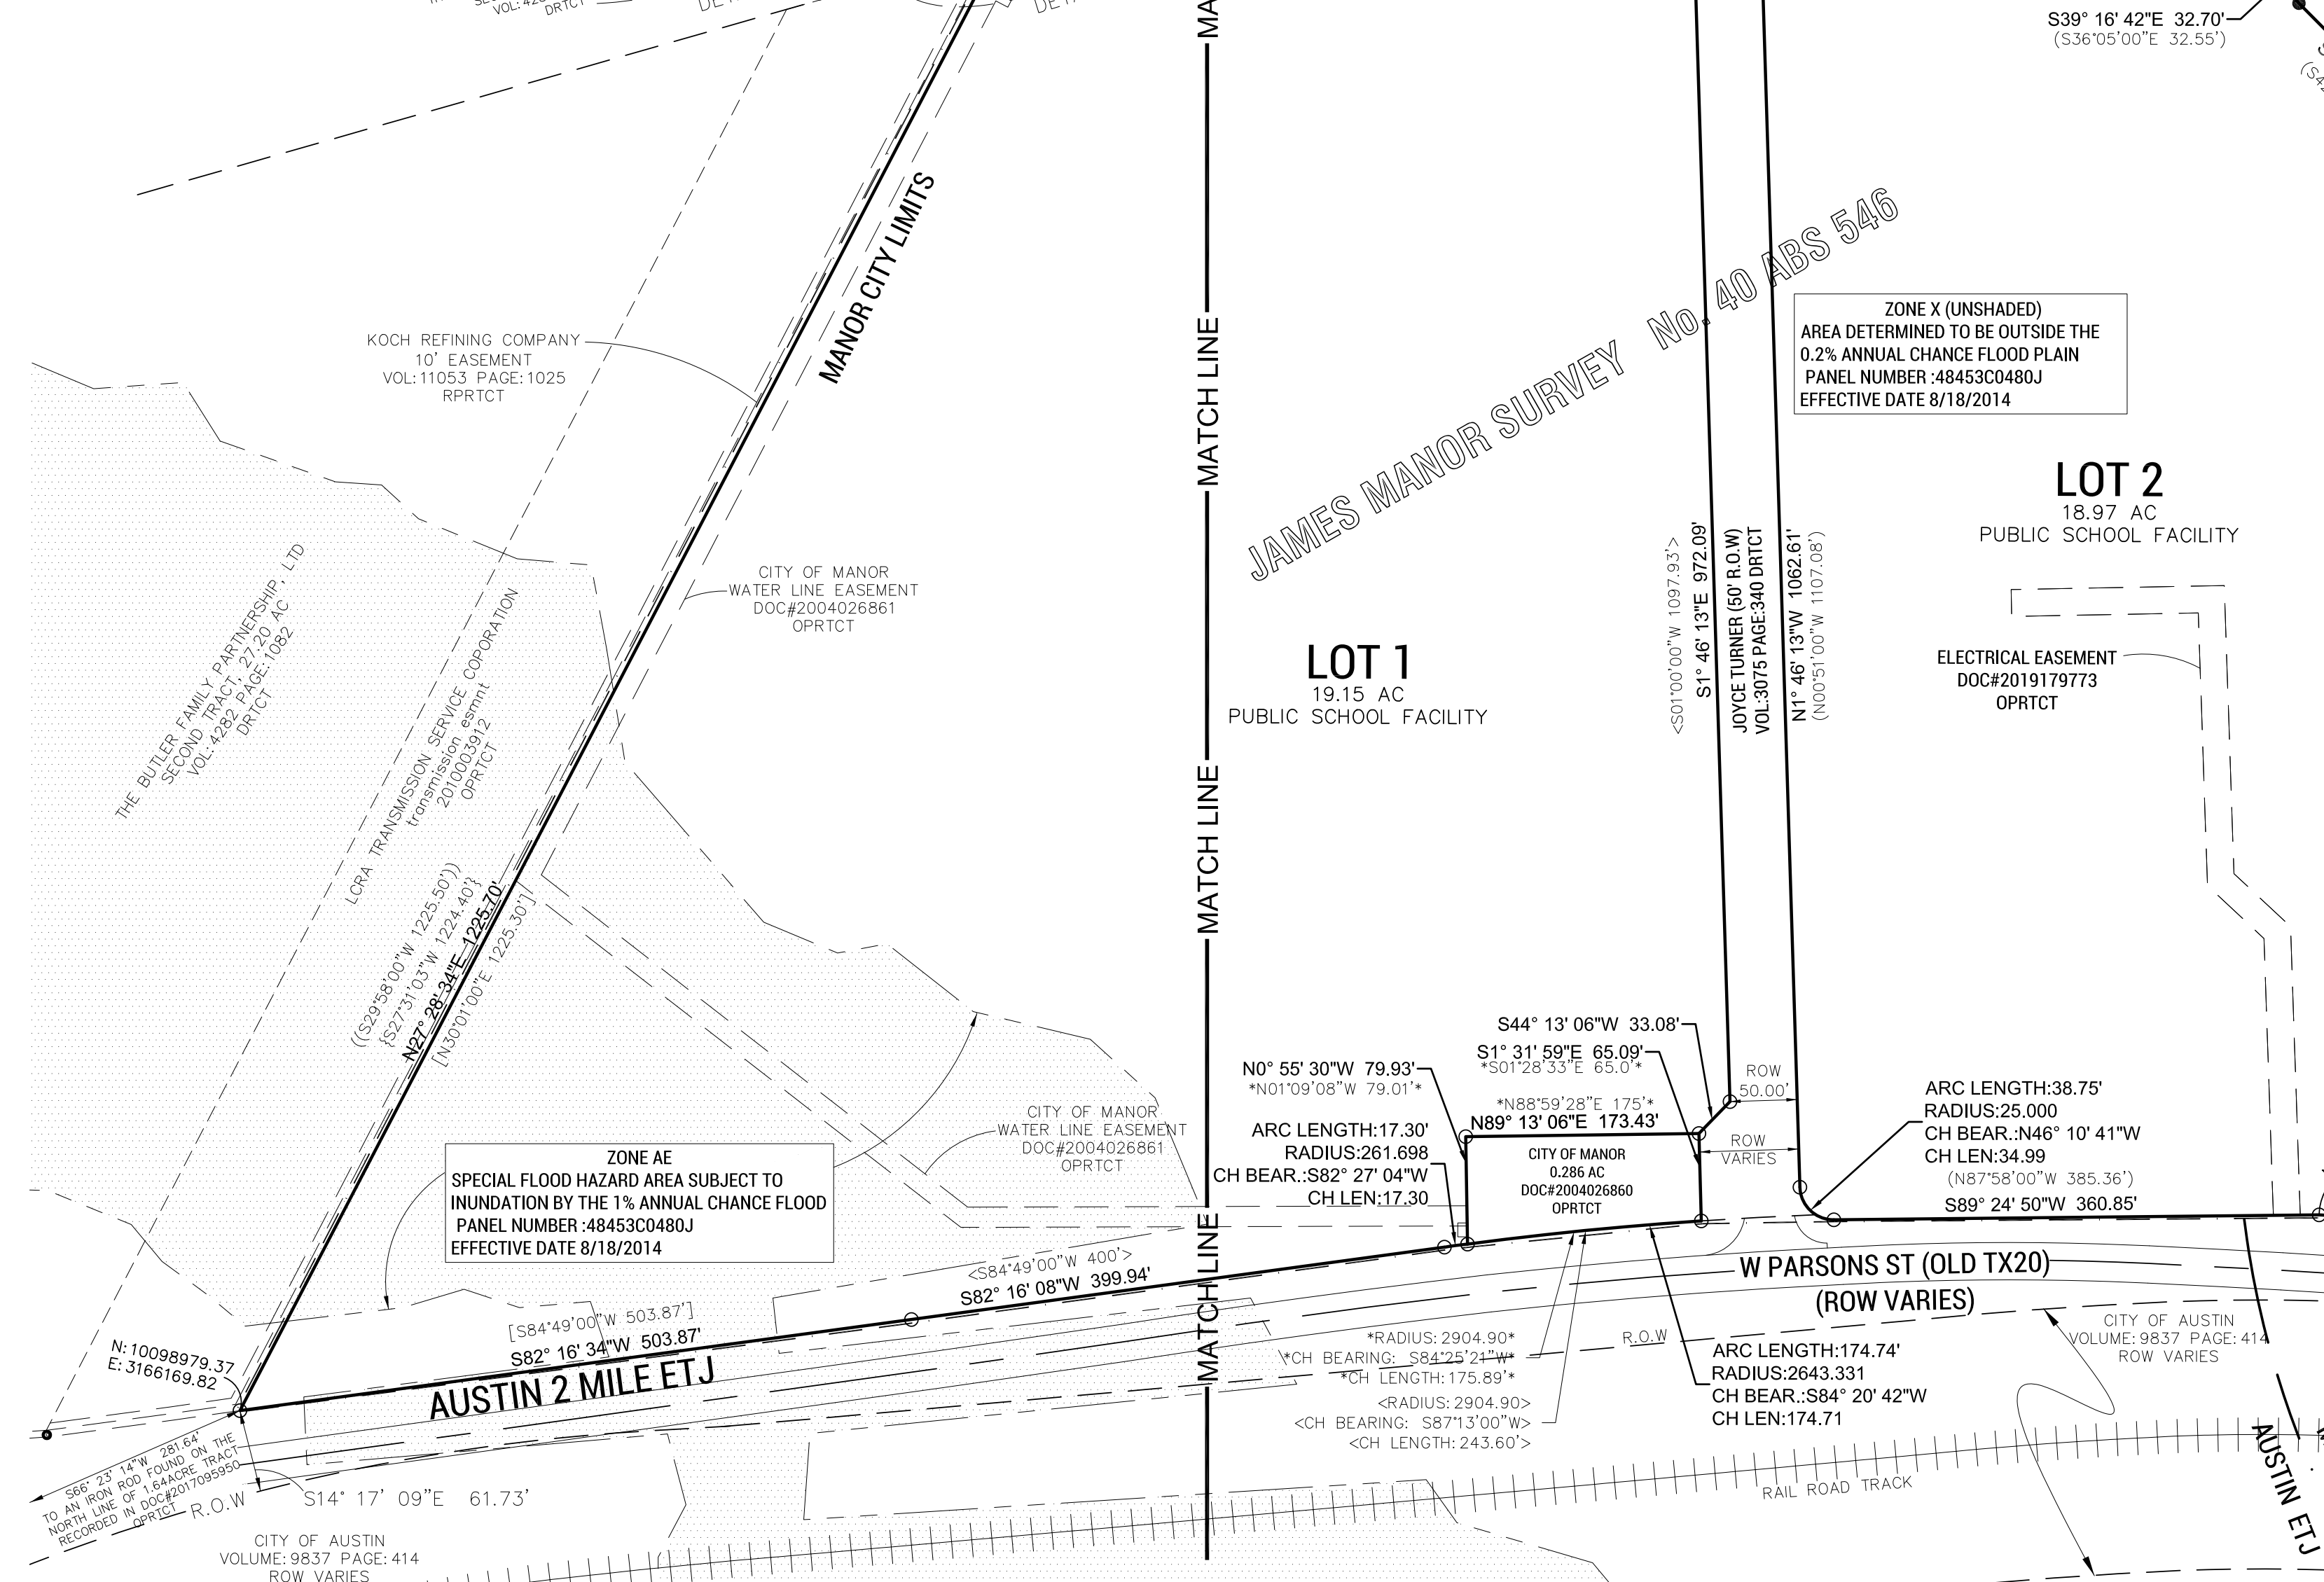 VOL: 428
DRTCT
S39° 16' 42"E 32.70'
(S36°05'00"E 32.55')
MANOR CITY LIMITS
KOCH REFINING COMPANY
10' EASEMENT
VOL:11053 PAGE:1025
RPRTCT
MATCH LINE
JAMES MANOR SURVEY No. 40 ABS 546
ZONE X (UNSHADED)
AREA DETERMINED TO BE OUTSIDE THE
0.2% ANNUAL CHANCE FLOOD PLAIN
PANEL NUMBER :48453C0480J
EFFECTIVE DATE 8/18/2014
LOT 2
18.97 AC
PUBLIC SCHOOL FACILITY
CITY OF MANOR
WATER LINE EASEMENT
DOC#2004026861
OPRTCT
THE BUTLER FAMILY PARTNERSHIP, LTD
SECOND TRACT, 27.20 AC
VOL: 4282 PAGE:1082
DRTCT
LCRA TRANSMISSION SERVICE COPORATION
transmission esmnt
2010003912
OPRTCT
LOT 1
19.15 AC
PUBLIC SCHOOL FACILITY
<S01°00'00"W 1097.93'>
S1° 46' 13"E 972.09'
JOYCE TURNER (50' R.O.W)
VOL:3075 PAGE:340 DRTCT
N1° 46' 13"W 1062.61'
(N00°51'00"W 1107.08')
ELECTRICAL EASEMENT
DOC#2019179773
OPRTCT
MATCH LINE
((S29°58'00"W 1225.50'))
{S27°31'03"W 1224.40'}
N27° 28' 34"E 1225.70'
[N30°01'00"E 1225.30']
S44° 13' 06"W 33.08'
S1° 31' 59"E 65.09'
*S01°28'33"E 65.0'*
N0° 55' 30"W 79.93'
*N01°09'08"W 79.01'*
*N88°59'28"E 175'*
N89° 13' 06"E 173.43'
ROW
50.00'
ROW
VARIES
ARC LENGTH:38.75'
RADIUS:25.000
CH BEAR.:N46° 10' 41"W
CH LEN:34.99
(N87°58'00"W 385.36')
S89° 24' 50"W 360.85'
ARC LENGTH:17.30'
RADIUS:261.698
CH BEAR.:S82° 27' 04"W
CH LEN:17.30
CITY OF MANOR
0.286 AC
DOC#2004026860
OPRTCT
CITY OF MANOR
WATER LINE EASEMENT
DOC#2004026861
OPRTCT
ZONE AE
SPECIAL FLOOD HAZARD AREA SUBJECT TO
INUNDATION BY THE 1% ANNUAL CHANCE FLOOD
PANEL NUMBER :48453C0480J
EFFECTIVE DATE 8/18/2014
MATCH LINE
<S84°49'00"W 400'>
S82° 16' 08"W 399.94'
[S84°49'00"W 503.87']
S82° 16' 34"W 503.87'
AUSTIN 2 MILE ETJ
W PARSONS ST (OLD TX20)
(ROW VARIES)
R.O.W
CITY OF AUSTIN
VOLUME:9837 PAGE:414
ROW VARIES
*RADIUS:2904.90*
*CH BEARING: S84°25'21"W*
*CH LENGTH:175.89'*
<RADIUS:2904.90>
<CH BEARING: S87°13'00"W>
<CH LENGTH:243.60'>
ARC LENGTH:174.74'
RADIUS:2643.331
CH BEAR.:S84° 20' 42"W
CH LEN:174.71
N:10098979.37
E:3166169.82
S66° 23' 14"W 281.64'
TO AN IRON ROD FOUND ON THE
NORTH LINE OF 1.64ACRE TRACT
RECORDED IN DOC#2017095950
OPRTCT
R.O.W
S14° 17' 09"E 61.73'
CITY OF AUSTIN
VOLUME:9837 PAGE:414
ROW VARIES
RAIL ROAD TRACK
AUSTIN ETJ